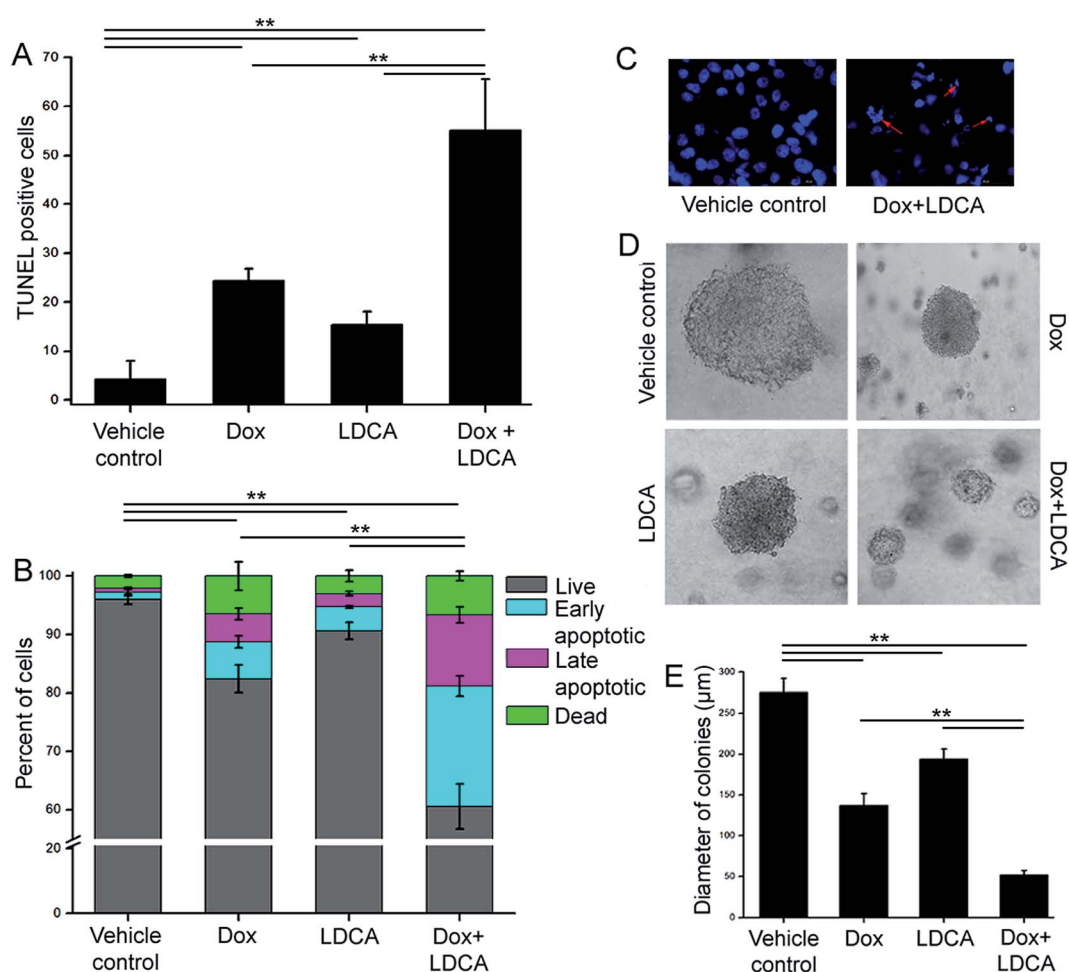 A
**
**
TUNEL positive cells
70
60
50
40
30
20
10
0
Vehicle
control
Dox
LDCA
Dox +
LDCA
B
**
**
Percent of cells
100
90
80
70
60
20
0
Vehicle
control
Dox
LDCA
Dox+
LDCA
Live
Early
apoptotic
Late
apoptotic
Dead
C
Vehicle control
Dox+LDCA
D
Vehicle control
Dox
LDCA
Dox+LDCA
E
**
**
Diameter of colonies (µm)
300
250
200
150
100
50
0
Vehicle
control
Dox
LDCA
Dox+
LDCA